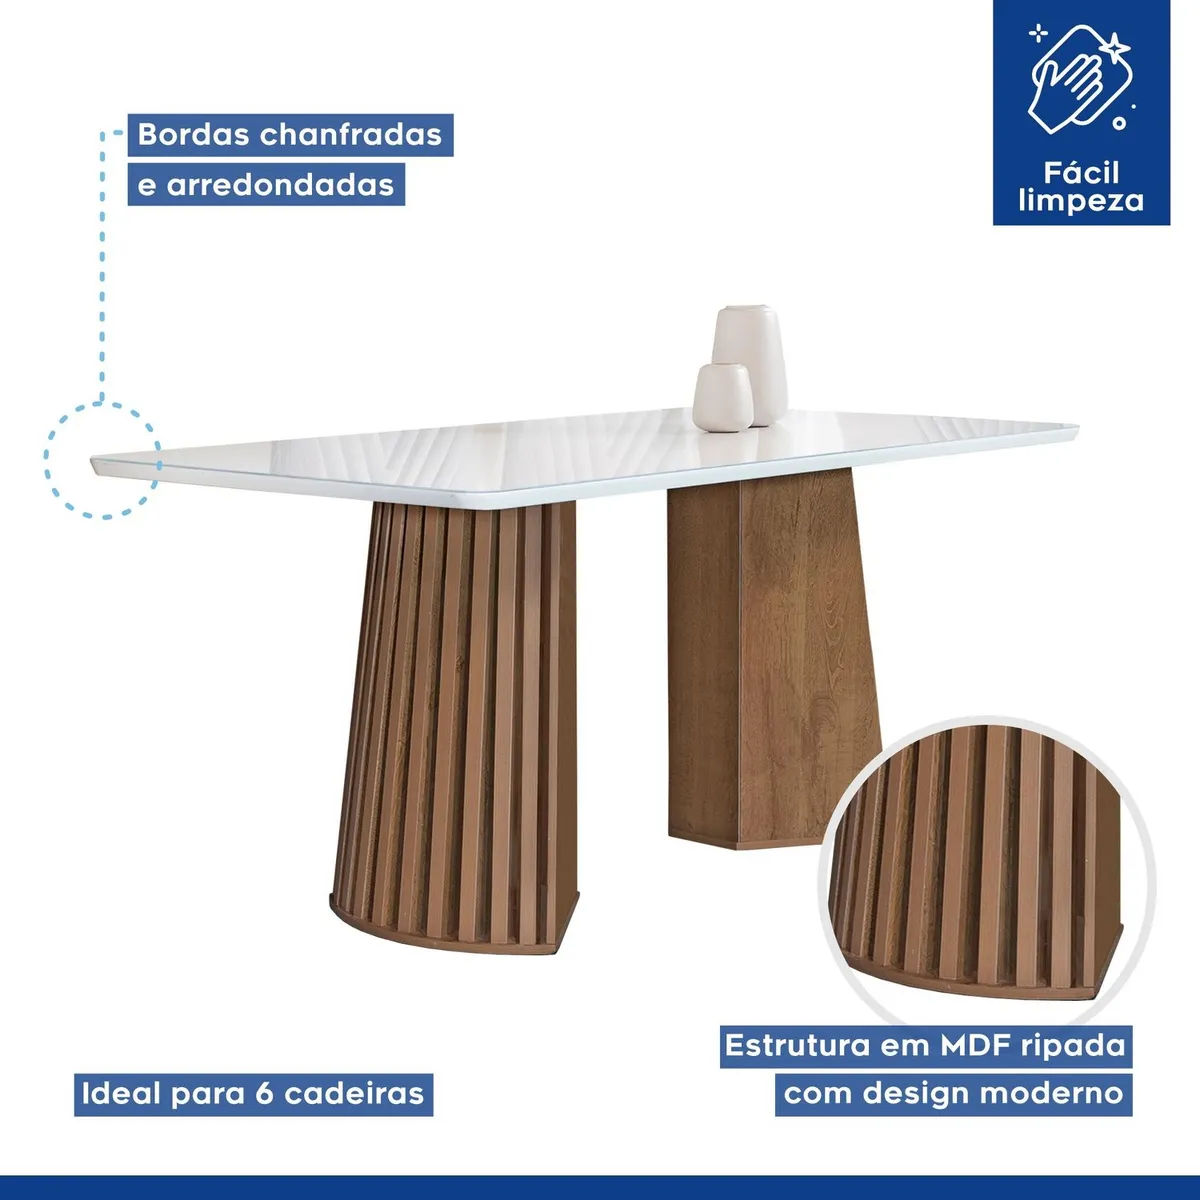 Bordas chanfradas
e arredondadas
Fácil
limpeza
Estrutura em MDF ripada
com design moderno
Ideal para 6 cadeiras